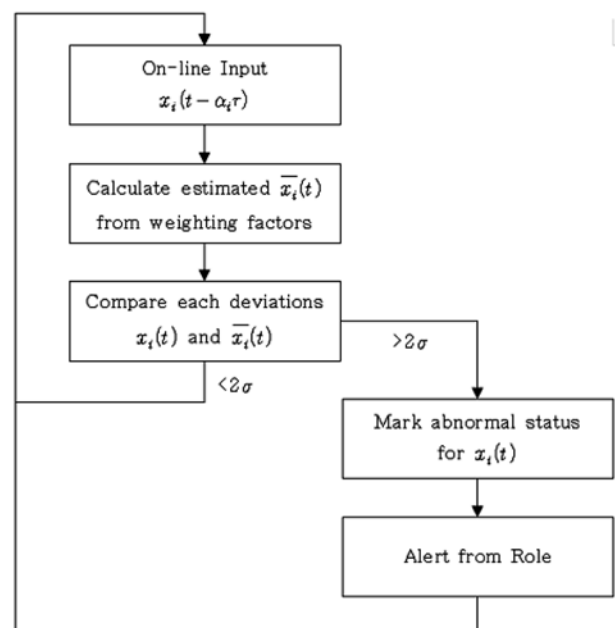 On-line Input
xᵢ(t−αᵢτ)
Calculate estimated x̄ᵢ(t)
from weighting factors
Compare each deviations
xᵢ(t) and x̄ᵢ(t)
>2σ
<2σ
Mark abnormal status
for xᵢ(t)
Alert from Role